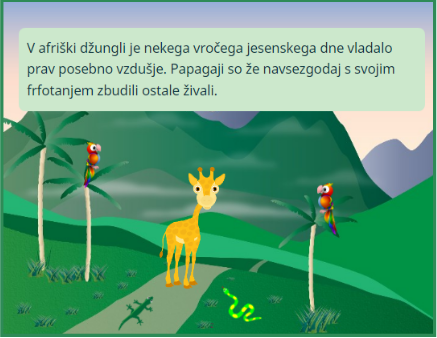 V afriški džungli je nekega vročega jesenskega dne vladalo
prav posebno vzdušje. Papagaji so že navsezgodaj s svojim
frfotanjem zbudili ostale živali.